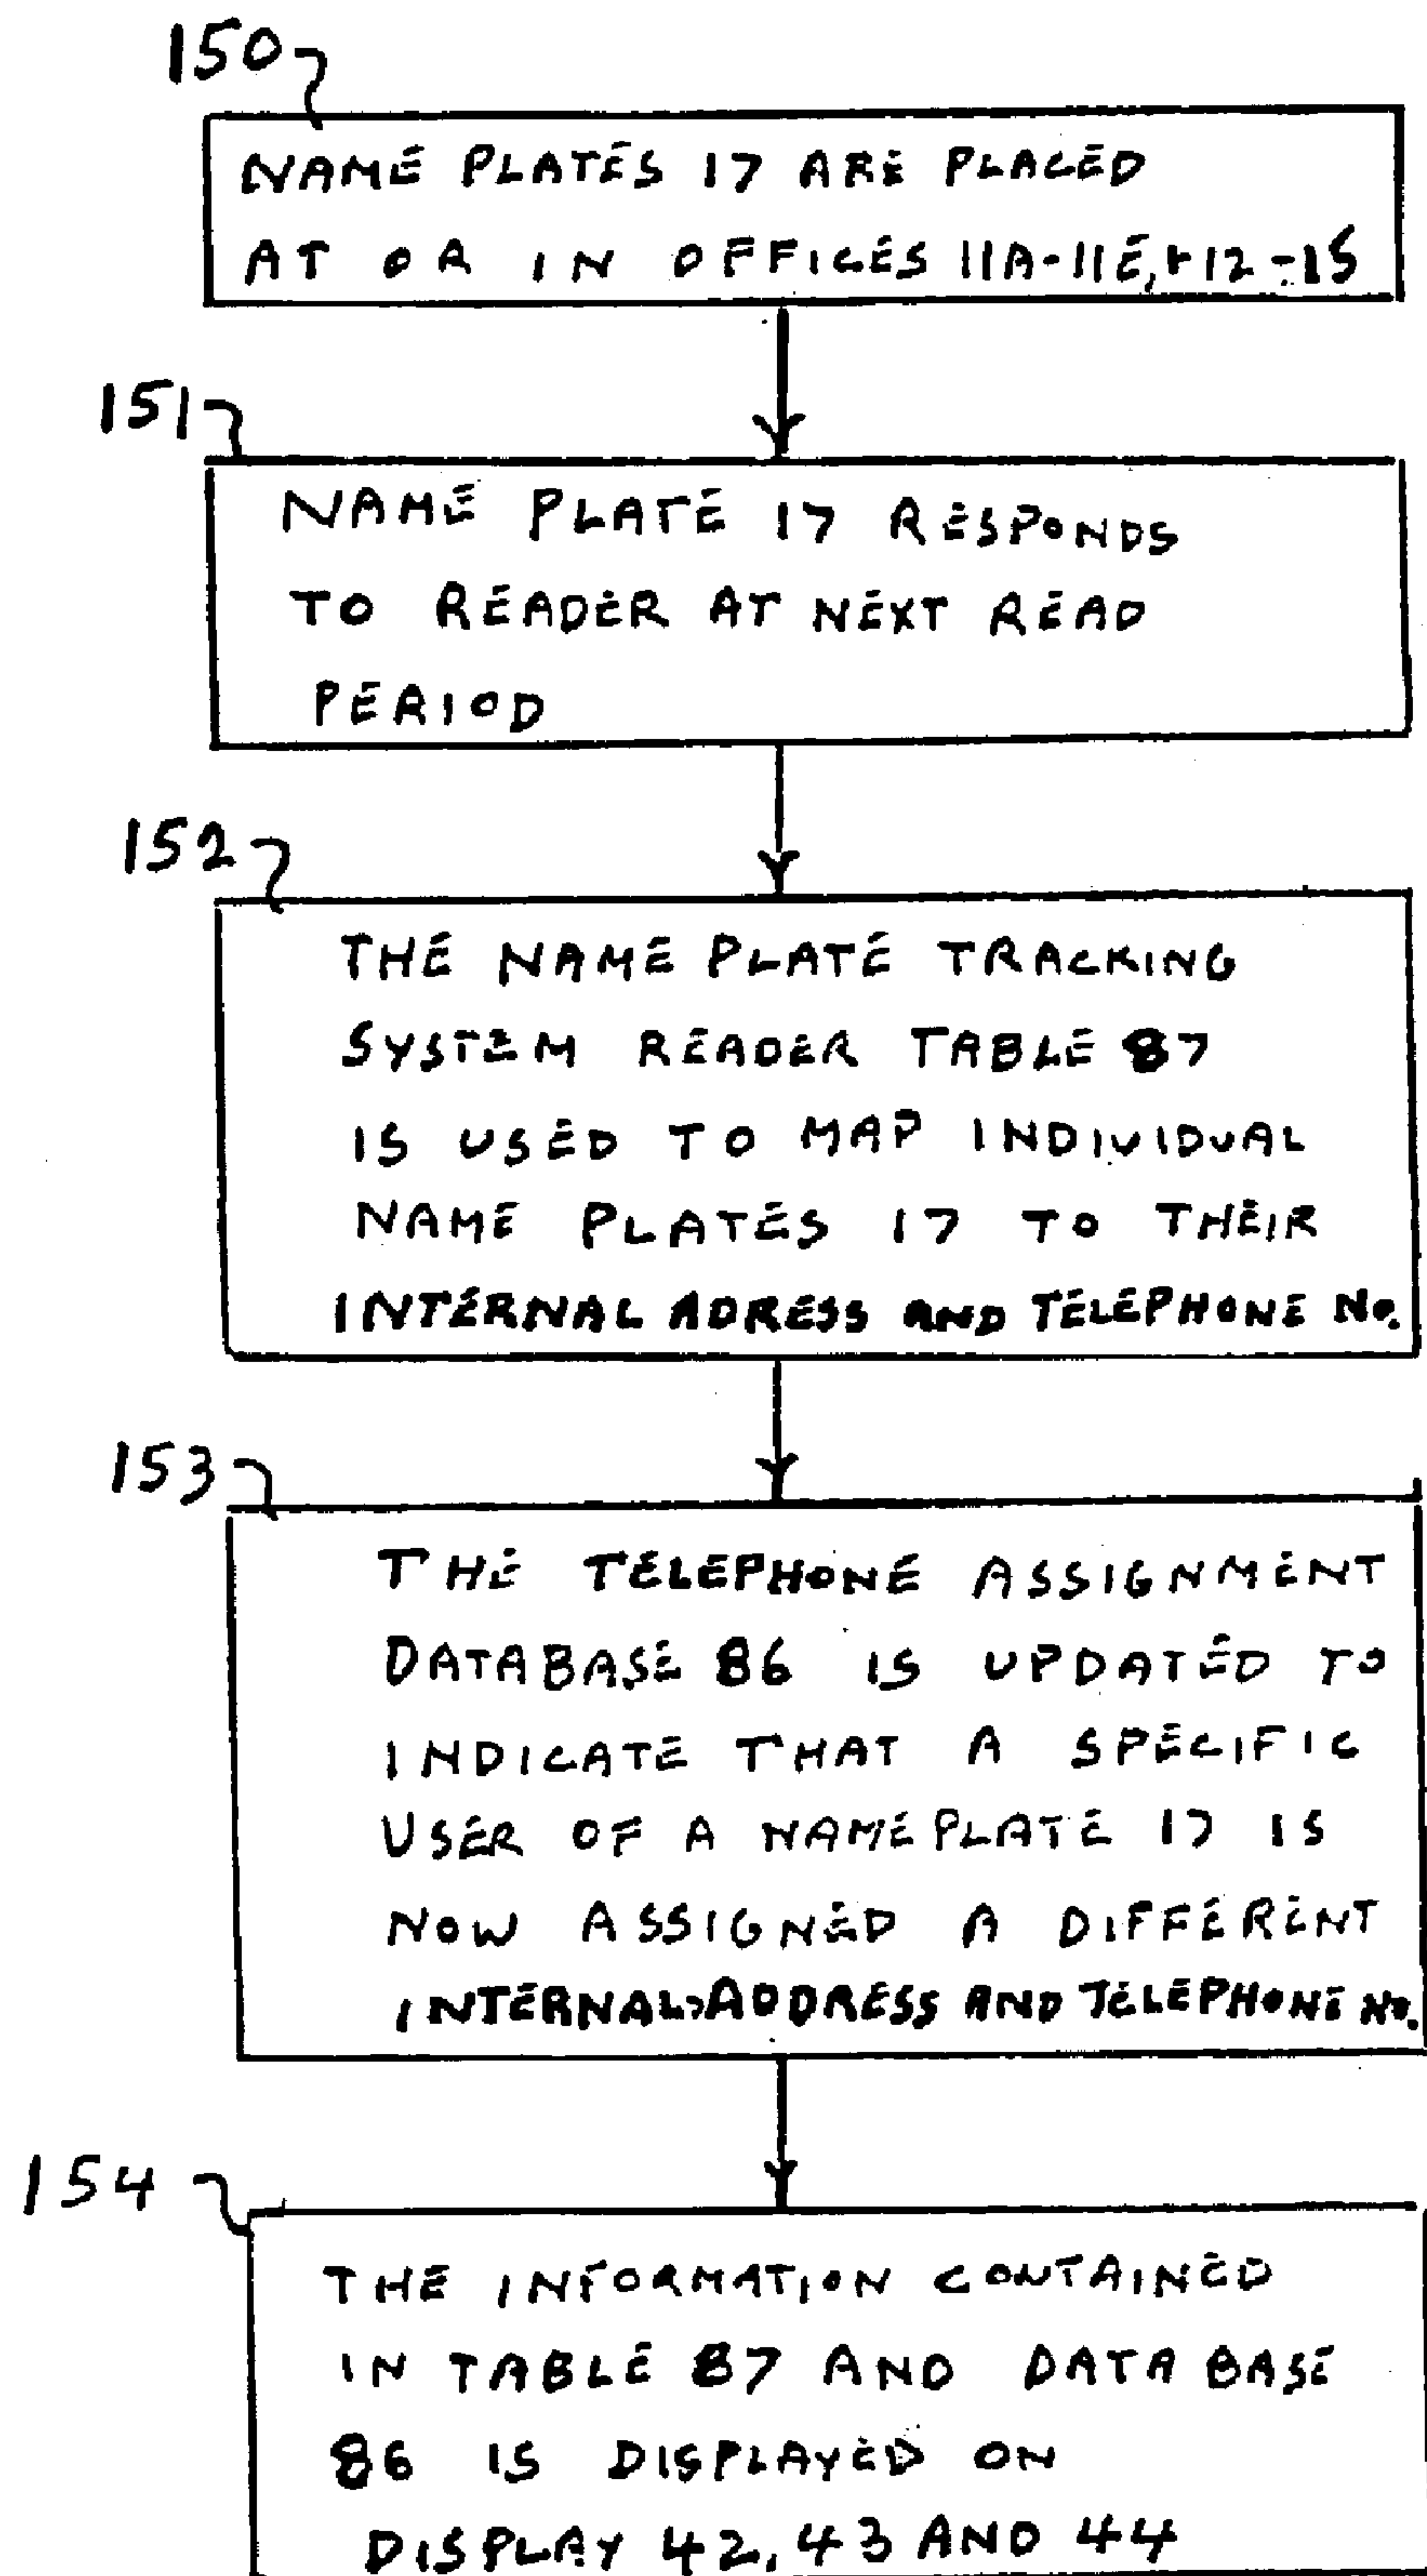 150
NAME PLATES 17 ARE PLACED
AT OR IN OFFICES 11A-11E, + 12-15
151
NAME PLATE 17 RESPONDS
TO READER AT NEXT READ
PERIOD
152
THE NAME PLATE TRACKING
SYSTEM READER TABLE 87
IS USED TO MAP INDIVIDUAL
NAME PLATES 17 TO THEIR
INTERNAL ADRESS AND TELEPHONE NO.
153
THE TELEPHONE ASSIGNMENT
DATABASE 86 IS UPDATED TO
INDICATE THAT A SPECIFIC
USER OF A NAMEPLATE 17 IS
NOW ASSIGNED A DIFFERENT
INTERNAL ADDRESS AND TELEPHONE NO.
154
THE INFORMATION CONTAINED
IN TABLE 87 AND DATA BASE
86 IS DISPLAYED ON
DISPLAY 42, 43 AND 44